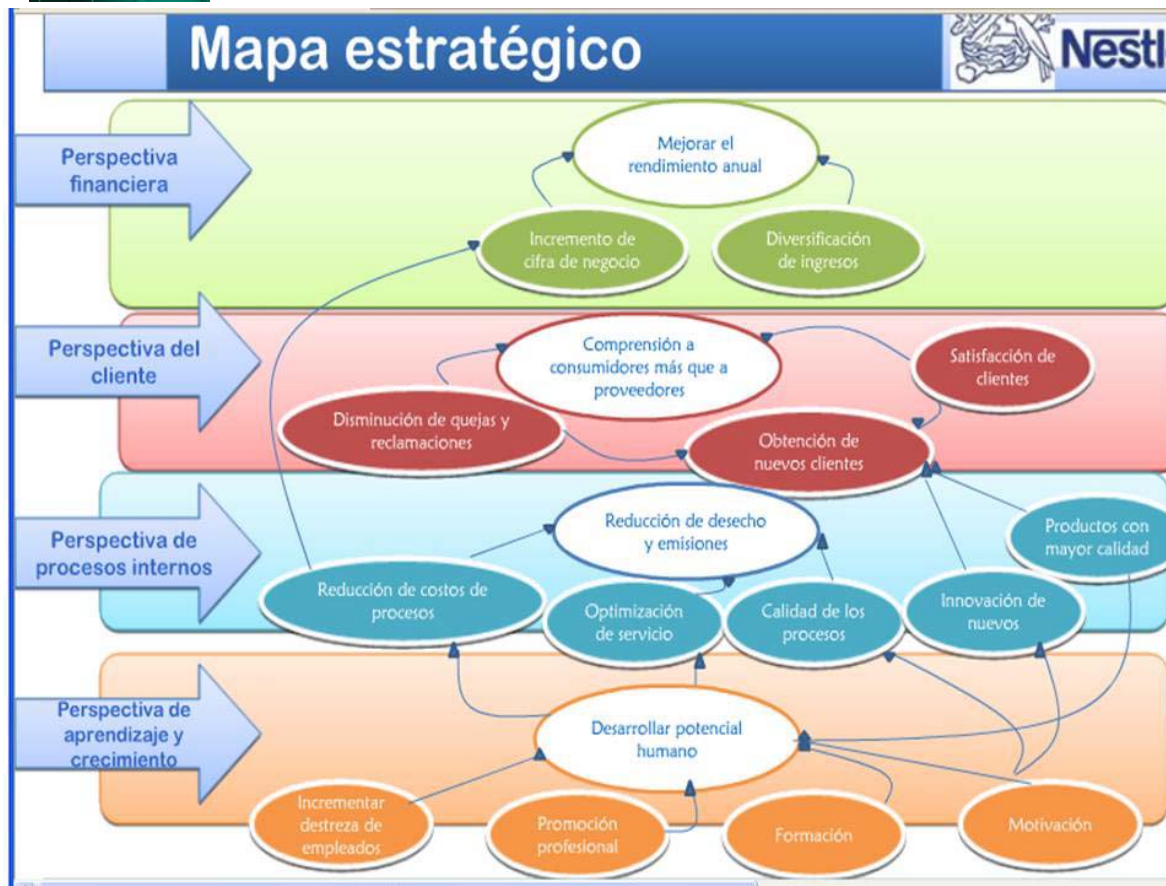 Mapa estratégico
Nestl
Perspectiva
financiera
Mejorar el
rendimiento anual
Incremento de
cifra de negocio
Diversificación
de ingresos
Perspectiva del
cliente
Comprensión a
consumidores más que a
proveedores
Satisfacción de
clientes
Disminución de quejas y
reclamaciones
Obtención de
nuevos clientes
Perspectiva de
procesos internos
Reducción de desecho
y emisiones
Productos con
mayor calidad
Reducción de costos de
procesos
Optimización
de servicio
Calidad de los
procesos
Innovación de
nuevos
Perspectiva de
aprendizaje y
crecimiento
Desarrollar potencial
humano
Incrementar
destreza de
empleados
Promoción
profesional
Formación
Motivación